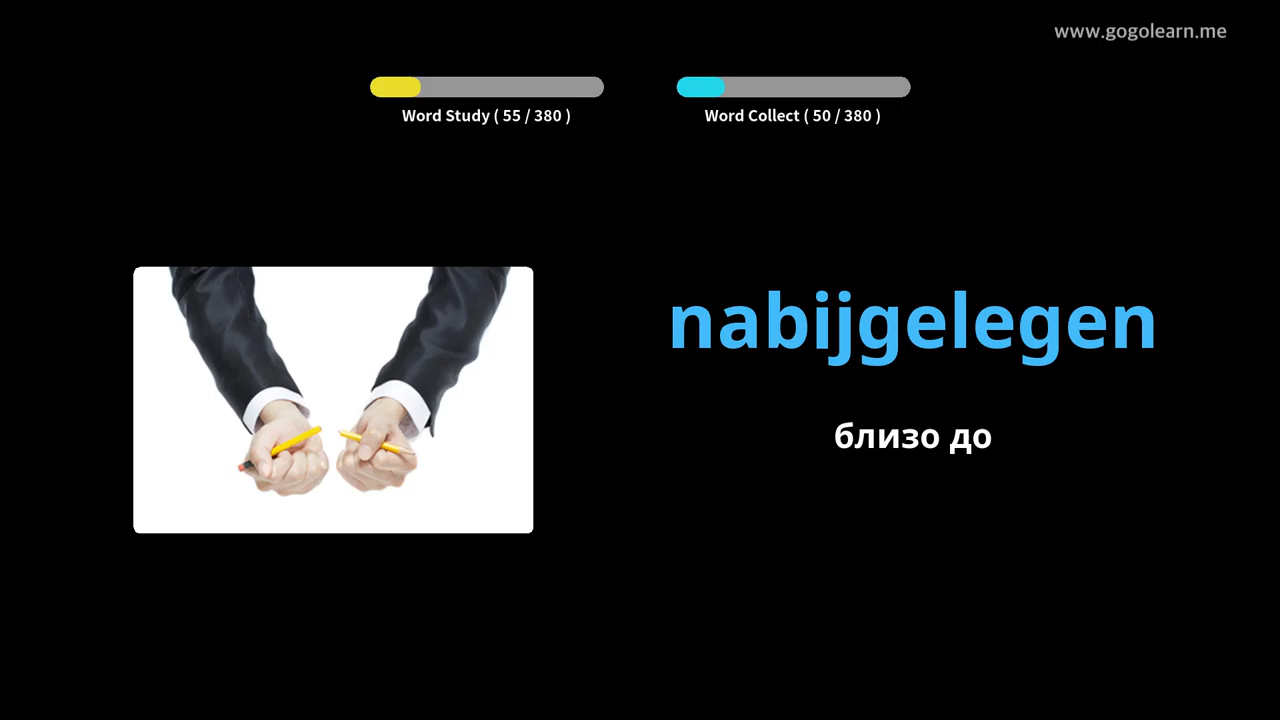 www.gogolearn.me
Word Study ( 55 / 380 )
Word Collect ( 50 / 380 )
nabijgelegen
близо до